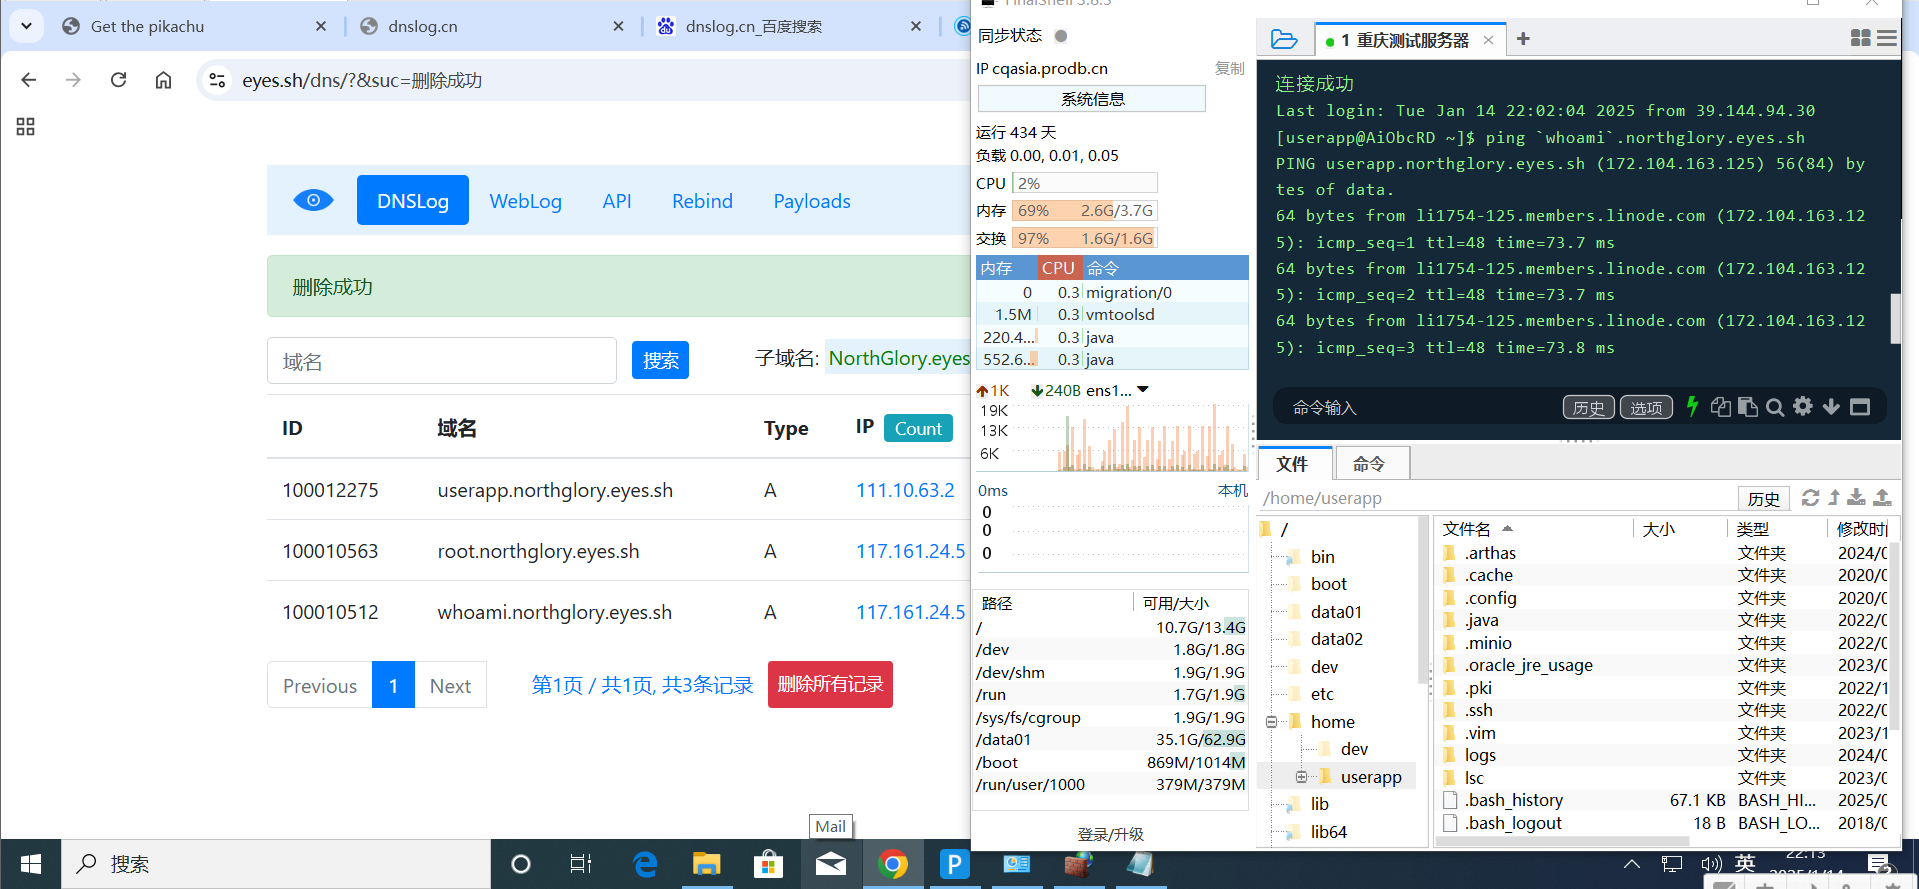 Get the pikachu
dnslog.cn
dnslog.cn_百度搜索
eyes.sh/dns/?&suc=删除成功
DNSLog
WebLog
API
Rebind
Payloads
删除成功
域名
搜索
子域名:
NorthGlory.eyes
ID 域名 Type IP Count
100012275 userapp.northglory.eyes.sh A 111.10.63.2
100010563 root.northglory.eyes.sh A 117.161.24.5
100010512 whoami.northglory.eyes.sh A 117.161.24.5
Previous 1 Next
第1页 / 共1页, 共3条记录
删除所有记录
Mail
搜索
同步状态
IP cqasia.prodb.cn 复制
系统信息
运行 434 天
负载 0.00, 0.01, 0.05
CPU 2%
内存 69% 2.6G/3.7G
交换 97% 1.6G/1.6G
内存 CPU 命令
0 0.3 migration/0
1.5M 0.3 vmtoolsd
220.4... 0.3 java
552.6... 0.3 java
1K 240B ens1...
19K
13K
6K
0ms 本机
0
0
0
路径 可用/大小
/ 10.7G/13.4G
/dev 1.8G/1.8G
/dev/shm 1.9G/1.9G
/run 1.7G/1.9G
/sys/fs/cgroup 1.9G/1.9G
/data01 35.1G/62.9G
/boot 869M/1014M
/run/user/1000 379M/379M
登录/升级
1 重庆测试服务器
连接成功
Last login: Tue Jan 14 22:02:04 2025 from 39.144.94.30
[userapp@AiObcRD ~]$ ping `whoami`.northglory.eyes.sh
PING userapp.northglory.eyes.sh (172.104.163.125) 56(84) by
tes of data.
64 bytes from li1754-125.members.linode.com (172.104.163.12
5): icmp_seq=1 ttl=48 time=73.7 ms
64 bytes from li1754-125.members.linode.com (172.104.163.12
5): icmp_seq=2 ttl=48 time=73.7 ms
64 bytes from li1754-125.members.linode.com (172.104.163.12
5): icmp_seq=3 ttl=48 time=73.8 ms
命令输入 历史 选项
文件 命令
/home/userapp 历史
/
bin
boot
data01
data02
dev
etc
home
dev
userapp
lib
lib64
文件名 大小 类型 修改时
.arthas 文件夹 2024/0
.cache 文件夹 2020/0
.config 文件夹 2020/0
.java 文件夹 2022/0
.minio 文件夹 2022/0
.oracle_jre_usage 文件夹 2023/0
.pki 文件夹 2022/1
.ssh 文件夹 2022/0
.vim 文件夹 2023/1
logs 文件夹 2024/0
lsc 文件夹 2023/0
.bash_history 67.1 KB BASH_HI... 2025/0
.bash_logout 18 B BASH_LO... 2018/0
英
22:13